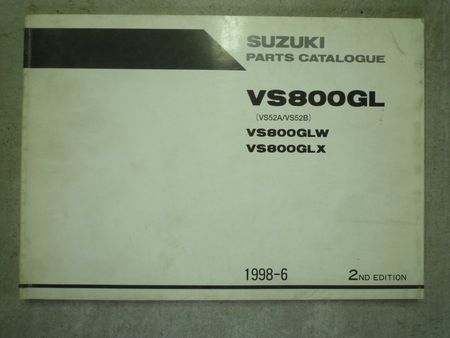 SUZUKI
PARTS CATALOGUE
VS800GL
(VS52A/VS52B)
VS800GLW
VS800GLX
1998-6 2ND EDITION